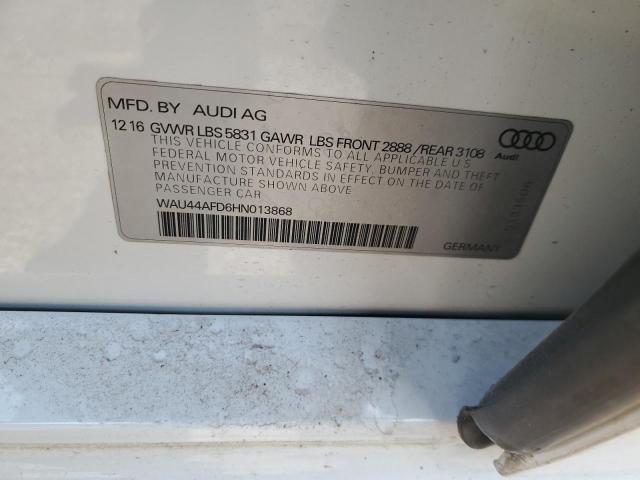 MFD. BY AUDI AG
12 16 GVWR LBS 5831 GAWR LBS FRONT 2888 / REAR 3108
THIS VEHICLE CONFORMS TO ALL APPLICABLE U S
FEDERAL MOTOR VEHICLE SAFETY, BUMPER AND THEFT
PREVENTION STANDARDS IN EFFECT ON THE DATE OF
MANUFACTURE SHOWN ABOVE
PASSENGER CAR
WAU44AFD6HN013868
Audi
GERMANY